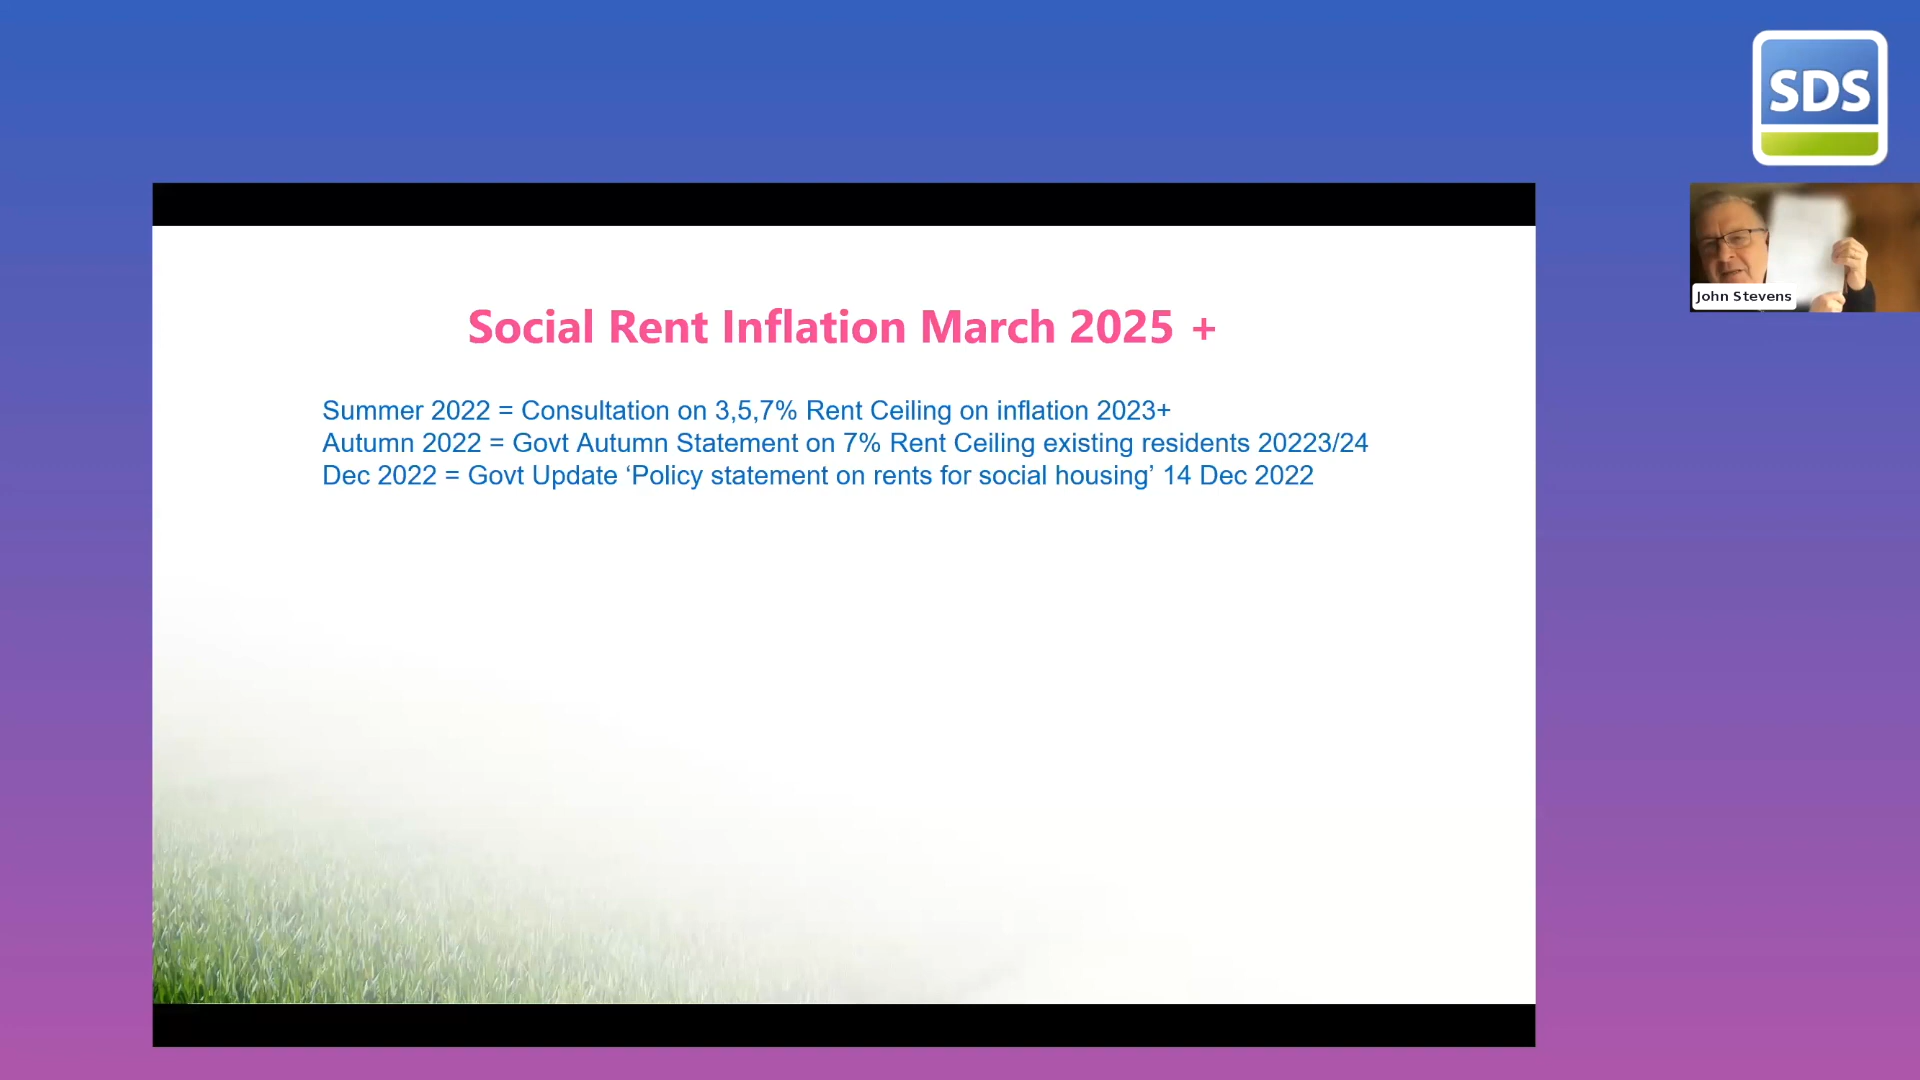 SDS
John Stevens
Social Rent Inflation March 2025 +
Summer 2022 = Consultation on 3,5,7% Rent Ceiling on inflation 2023+
Autumn 2022 = Govt Autumn Statement on 7% Rent Ceiling existing residents 20223/24
Dec 2022 = Govt Update ‘Policy statement on rents for social housing’ 14 Dec 2022